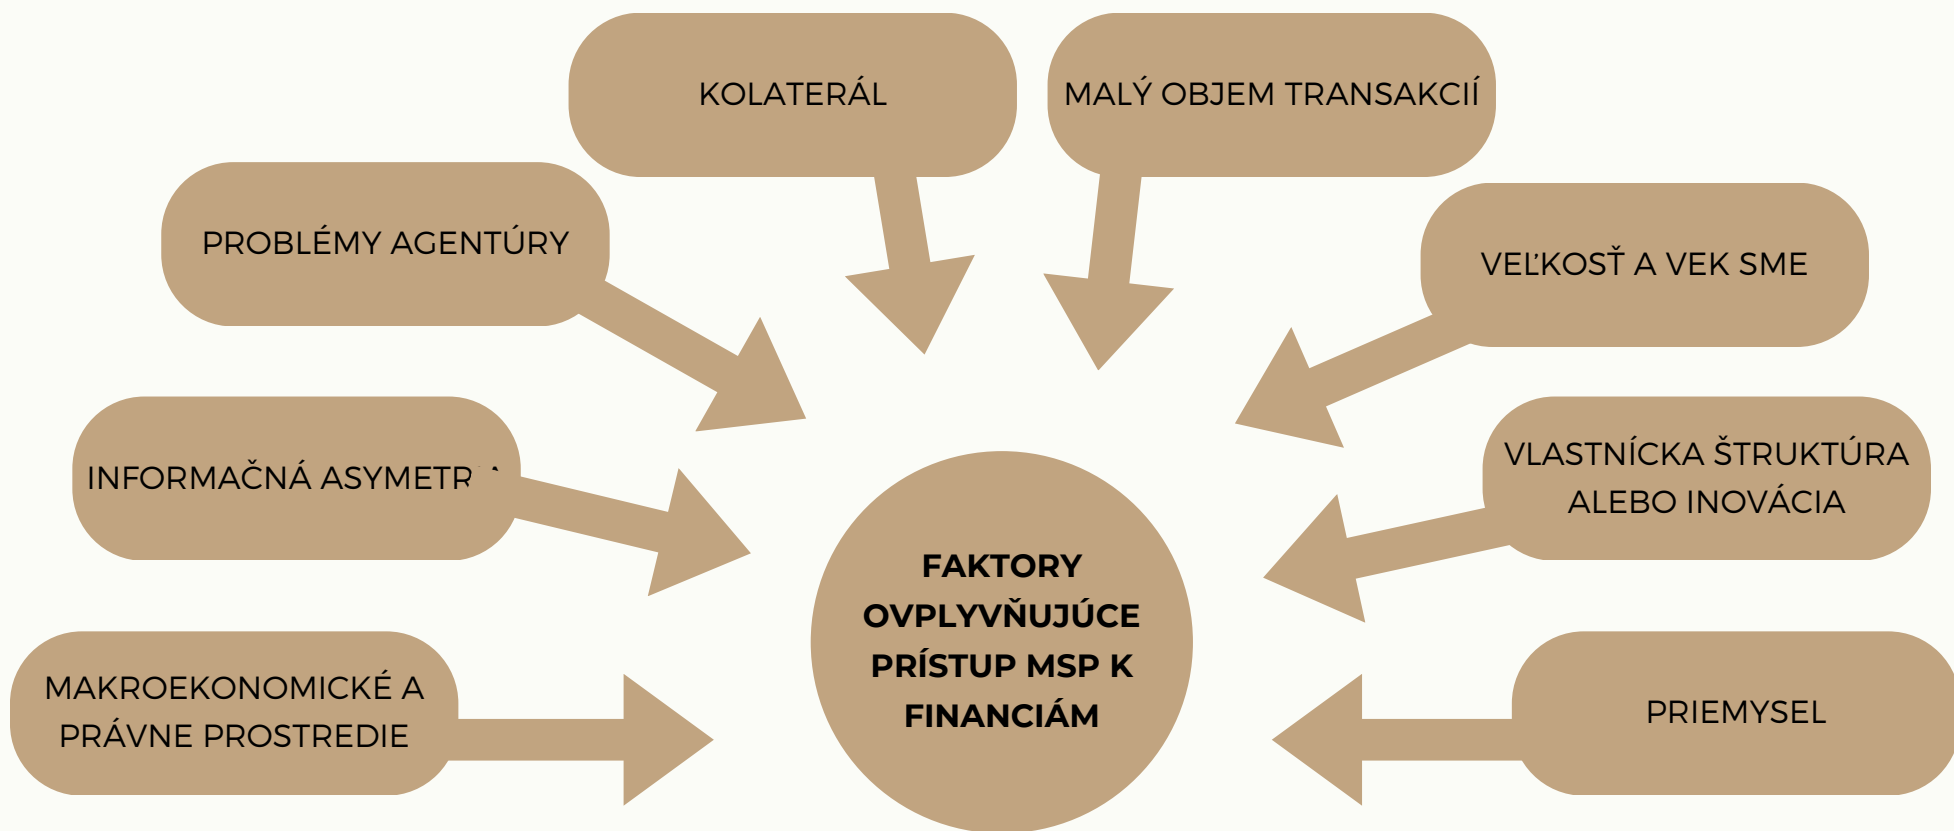 KOLATERÁL
MALÝ OBJEM TRANSAKCIÍ
PROBLÉMY AGENTÚRY
VEĽKOSŤ A VEK SME
INFORMAČNÁ
VLASTNÍCKA ŠTRUKTÚRA
ALEBO INOVÁCIA
FAKTORY
OVPLYVŇUJÚCE
PRÍSTUP MSP K
FINANCIÁM
MAKROEKONOMICKÉ A
PRÁVNE PROSTREDIE
PRIEMYSEL